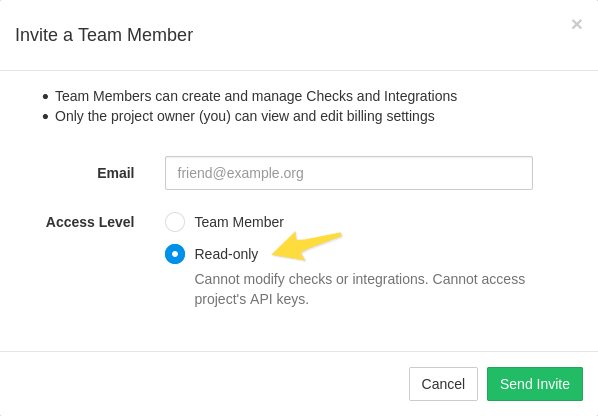 Invite a Team Member
×
• Team Members can create and manage Checks and Integrations
• Only the project owner (you) can view and edit billing settings
Email
friend@example.org
Access Level
Team Member
Read-only
Cannot modify checks or integrations. Cannot access
project's API keys.
Cancel
Send Invite